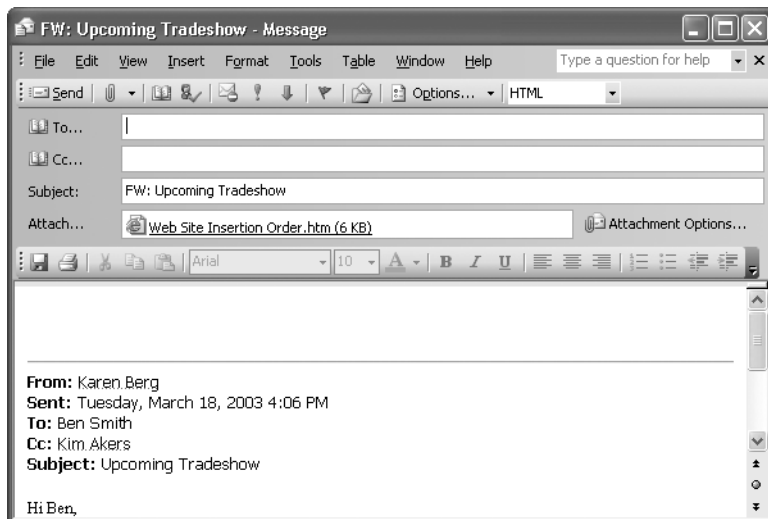 FW: Upcoming Tradeshow - Message
File Edit View Insert Format Tools Table Window Help Type a question for help
Send Options... HTML
To...
Cc...
Subject: FW: Upcoming Tradeshow
Attach... Web Site Insertion Order.htm (6 KB) Attachment Options...
Arial 10 A B I U
From: Karen Berg
Sent: Tuesday, March 18, 2003 4:06 PM
To: Ben Smith
Cc: Kim Akers
Subject: Upcoming Tradeshow
Hi Ben,